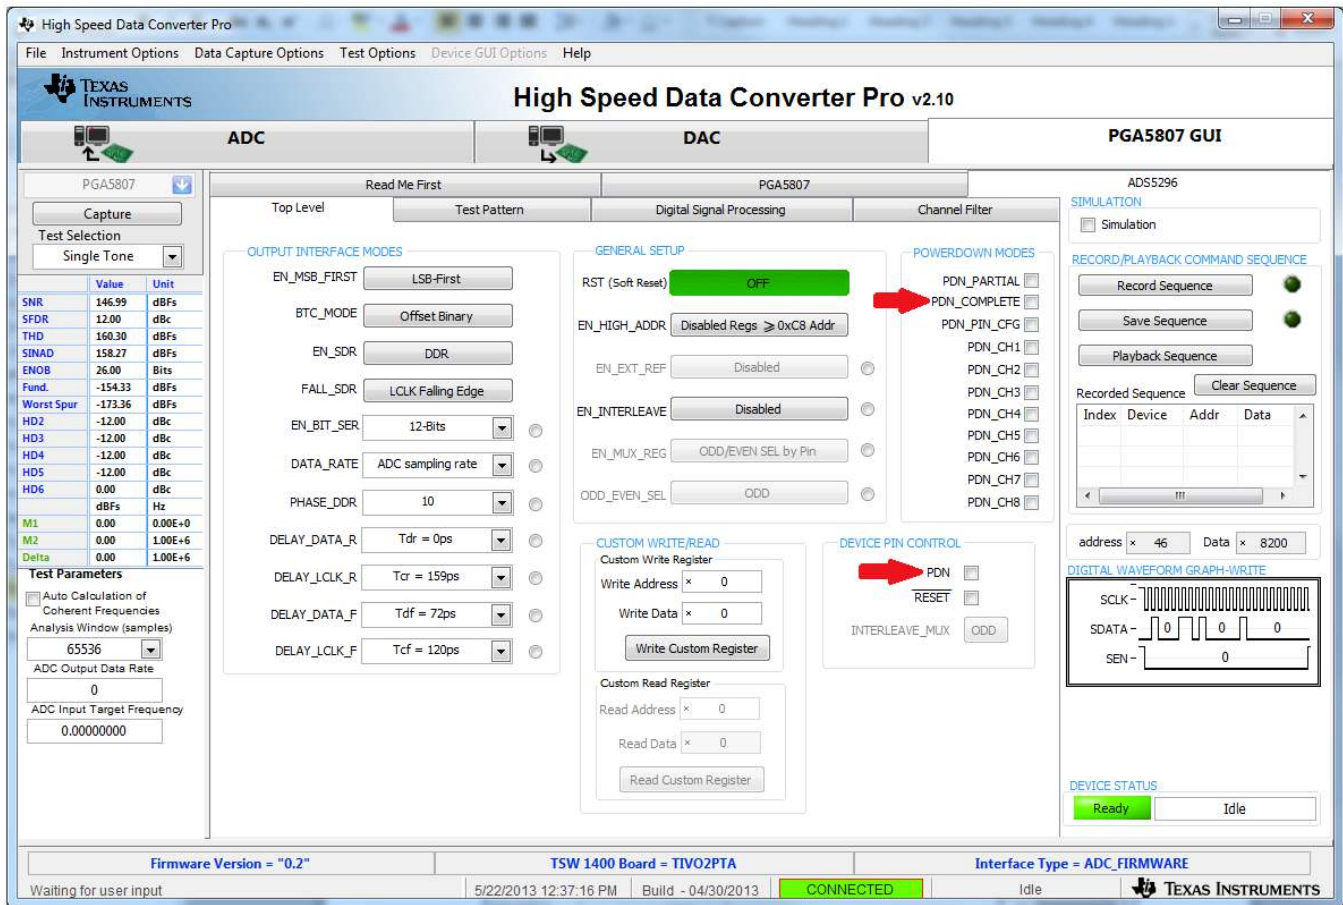 High Speed Data Converter Pro
File Instrument Options Data Capture Options Test Options Device GUI Options Help
TEXAS INSTRUMENTS
High Speed Data Converter Pro v2.10
ADC DAC PGA5807 GUI
PGA5807
Capture
Test Selection
Single Tone
Value Unit
SNR 146.99 dBFs
SFDR 12.00 dBc
THD 160.30 dBFs
SINAD 158.27 dBFs
ENOB 26.00 Bits
Fund. -154.33 dBFs
Worst Spur -173.36 dBFs
HD2 -12.00 dBc
HD3 -12.00 dBc
HD4 -12.00 dBc
HD5 -12.00 dBc
HD6 0.00 dBc
dBFs Hz
M1 0.00 0.00E+0
M2 0.00 1.00E+6
Delta 0.00 1.00E+6
Test Parameters
Auto Calculation of
Coherent Frequencies
Analysis Window (samples)
65536
ADC Output Data Rate
0
ADC Input Target Frequency
0.00000000
Read Me First PGA5807 ADS5296
Top Level Test Pattern Digital Signal Processing Channel Filter
OUTPUT INTERFACE MODES
EN_MSB_FIRST LSB-First
BTC_MODE Offset Binary
EN_SDR DDR
FALL_SDR LCLK Falling Edge
EN_BIT_SER 12-Bits
DATA_RATE ADC sampling rate
PHASE_DDR 10
DELAY_DATA_R Tdr = 0ps
DELAY_LCLK_R Tcr = 159ps
DELAY_DATA_F Tdf = 72ps
DELAY_LCLK_F Tcf = 120ps
GENERAL SETUP
RST (Soft Reset) OFF
EN_HIGH_ADDR Disabled Regs ⩾ 0xC8 Addr
EN_EXT_REF Disabled
EN_INTERLEAVE Disabled
EN_MUX_REG ODD/EVEN SEL by Pin
ODD_EVEN_SEL ODD
CUSTOM WRITE/READ
Custom Write Register
Write Address × 0
Write Data × 0
Write Custom Register
Custom Read Register
Read Address × 0
Read Data × 0
Read Custom Register
POWERDOWN MODES
PDN_PARTIAL
PDN_COMPLETE
PDN_PIN_CFG
PDN_CH1
PDN_CH2
PDN_CH3
PDN_CH4
PDN_CH5
PDN_CH6
PDN_CH7
PDN_CH8
DEVICE PIN CONTROL
PDN
RESET
INTERLEAVE_MUX ODD
SIMULATION
Simulation
RECORD/PLAYBACK COMMAND SEQUENCE
Record Sequence
Save Sequence
Playback Sequence
Recorded Sequence Clear Sequence
Index Device Addr Data
address × 46 Data × 8200
DIGITAL WAVEFORM GRAPH-WRITE
SCLK -
SDATA - 0 0 0
SEN - 0
DEVICE STATUS
Ready Idle
Firmware Version = "0.2" TSW 1400 Board = TIVO2PTA Interface Type = ADC_FIRMWARE
Waiting for user input 5/22/2013 12:37:16 PM Build - 04/30/2013 CONNECTED Idle TEXAS INSTRUMENTS